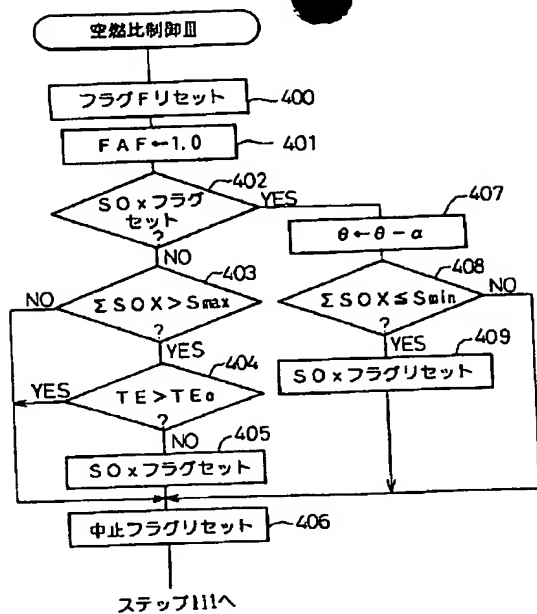 空燃比制御Ⅲ
フラグFリセット
400
FAF←1.0
401
402
SOxフラグ
セット
?
YES
NO
403
ΣSOX>Smax
?
NO
YES
404
TE>TEo
?
YES
NO
405
SOxフラグセット
中止フラグリセット
406
ステップ111へ
407
θ←θ-α
408
ΣSOX≦Smin
?
NO
YES
409
SOxフラグリセット